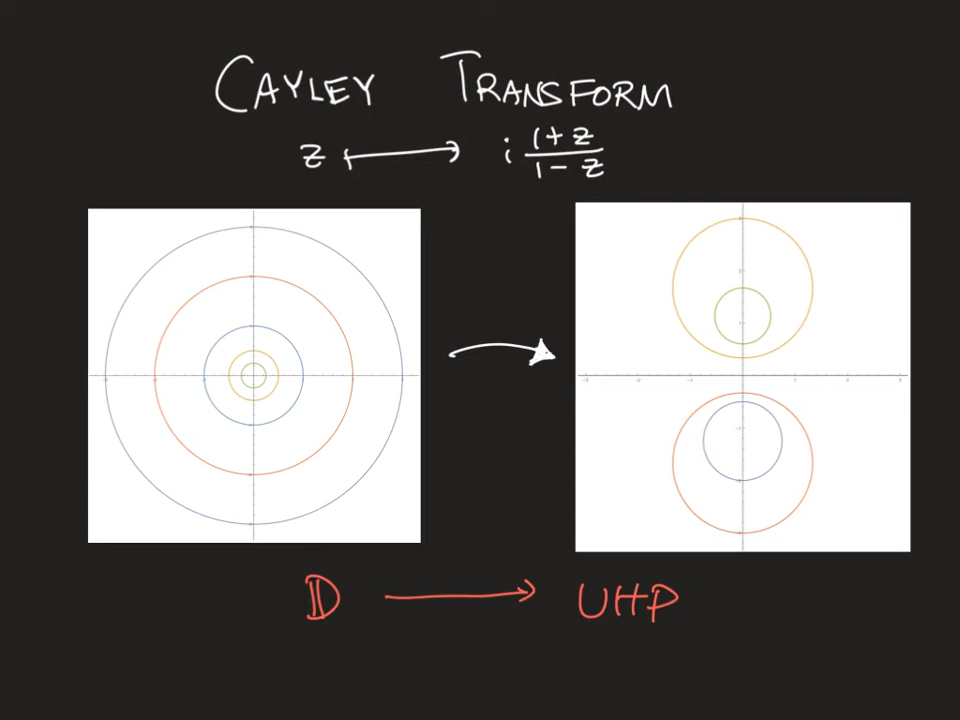 CAYLEY TRANSFORM
z ⟼ i (1+z)/(1-z)
𝔻 ⟶ UHP